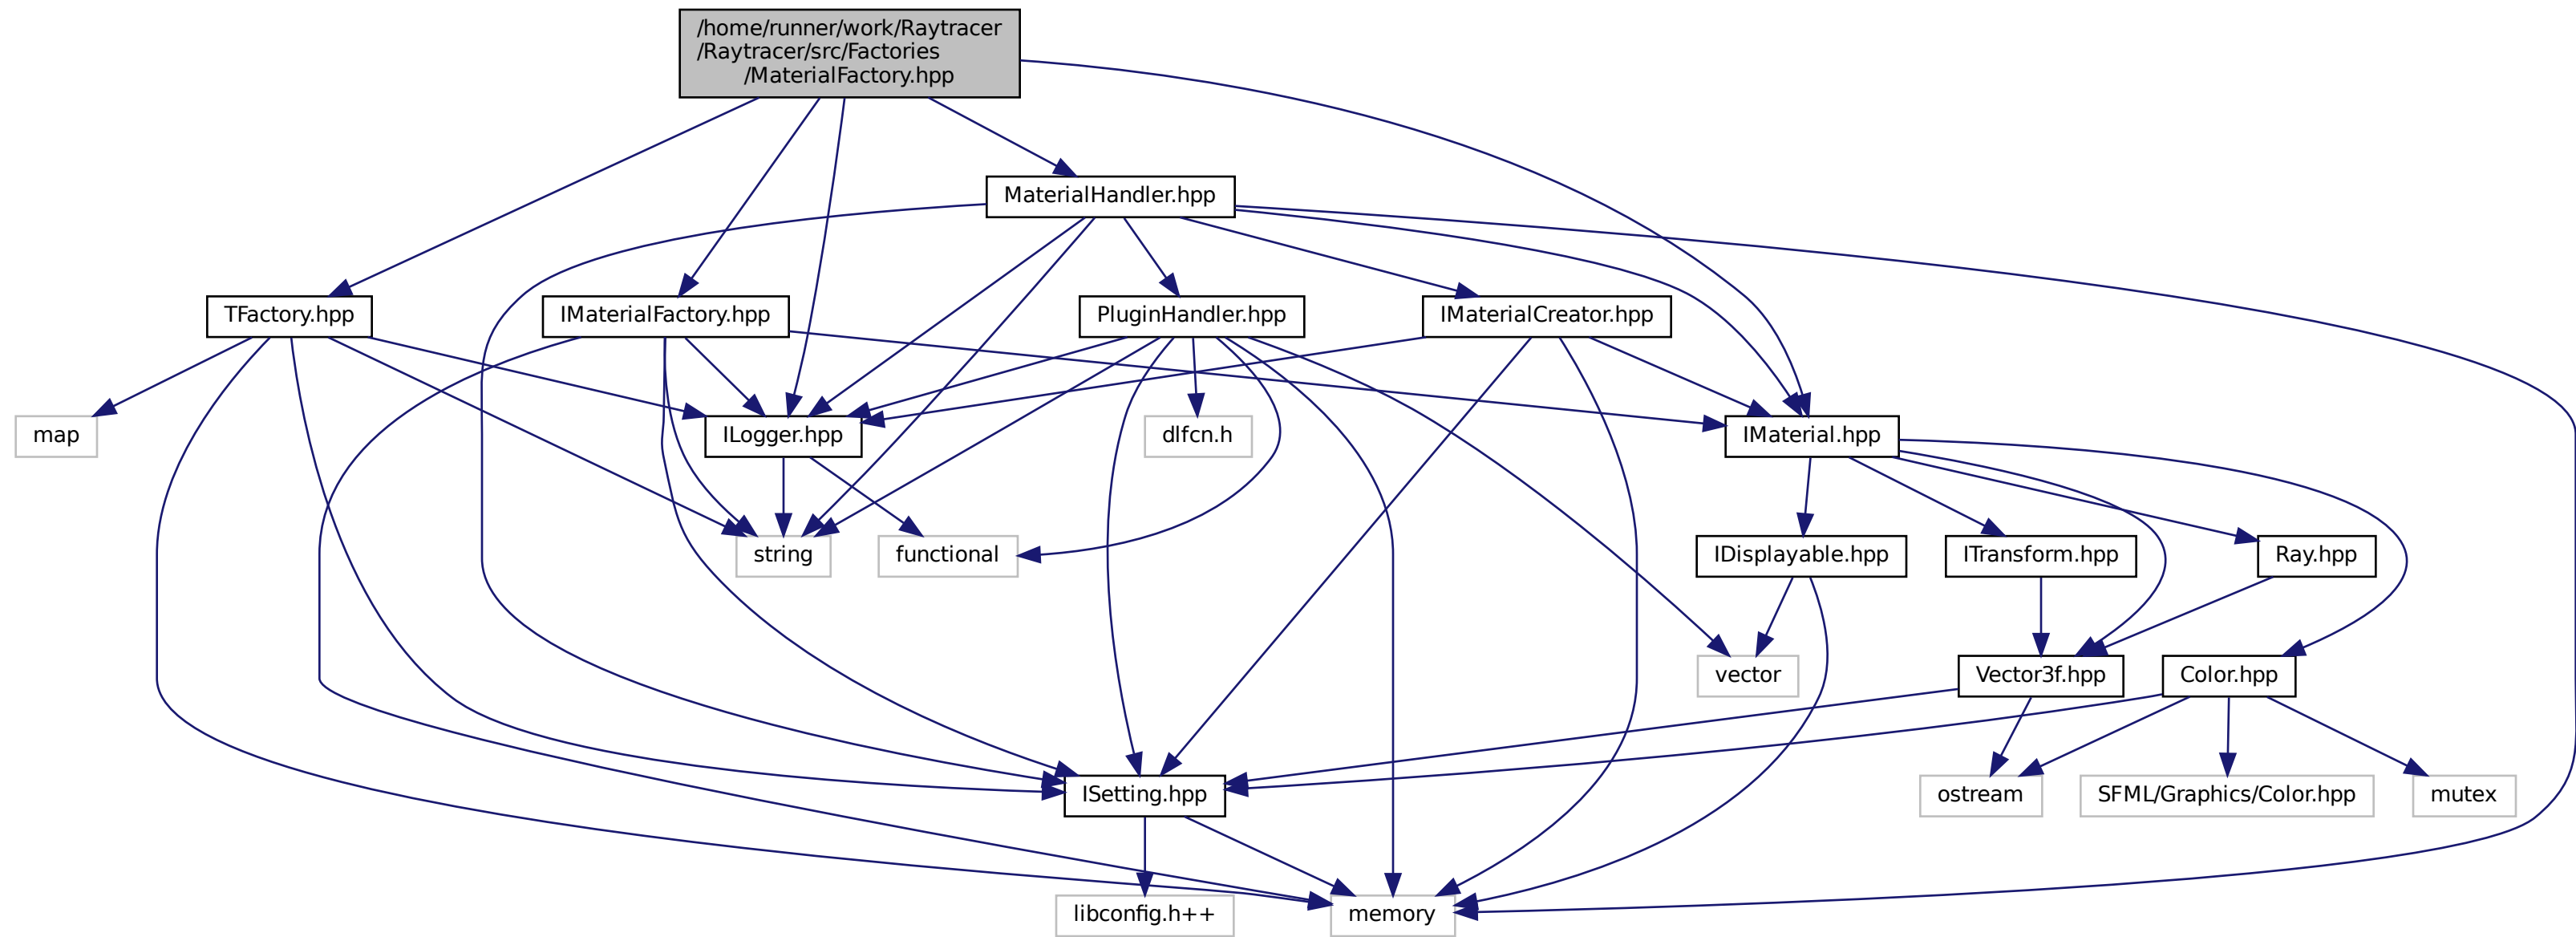 /home/runner/work/Raytracer
/Raytracer/src/Factories
/MaterialFactory.hpp
MaterialHandler.hpp
TFactory.hpp
IMaterialFactory.hpp
PluginHandler.hpp
IMaterialCreator.hpp
map
ILogger.hpp
dlfcn.h
IMaterial.hpp
string
functional
IDisplayable.hpp
ITransform.hpp
Ray.hpp
vector
Vector3f.hpp
Color.hpp
ISetting.hpp
ostream
SFML/Graphics/Color.hpp
mutex
libconfig.h++
memory